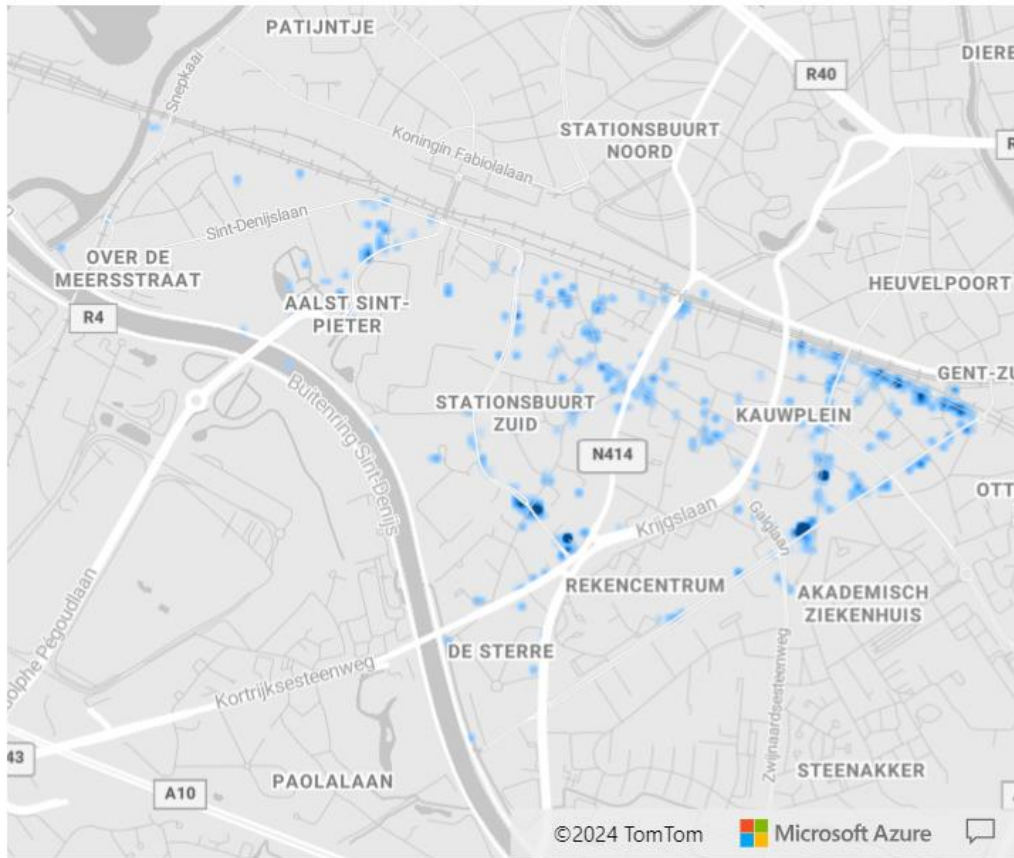 PATIJNTJE
DIERE
R40
Snepkaai
STATIONSBUURT
NOORD
R
Koningin Fabiolalaan
Sint-Denijslaan
OVER DE
MEERSSTRAAT
HEUVELPOORT
R4
AALST SINT-
PIETER
GENT-ZU
STATIONSBUURT
ZUID
KAUWPLEIN
Buitenring Sint-Denijs
N414
OTT
Krijgslaan
Galglaan
REKENCENTRUM
AKADEMISCH
ZIEKENHUIS
dolphe Pégoudlaan
DE STERRE
Kortrijksesteenweg
Zwijnaardsesteenweg
43
PAOLALAAN
STEENAKKER
A10
©2024 TomTom
Microsoft Azure